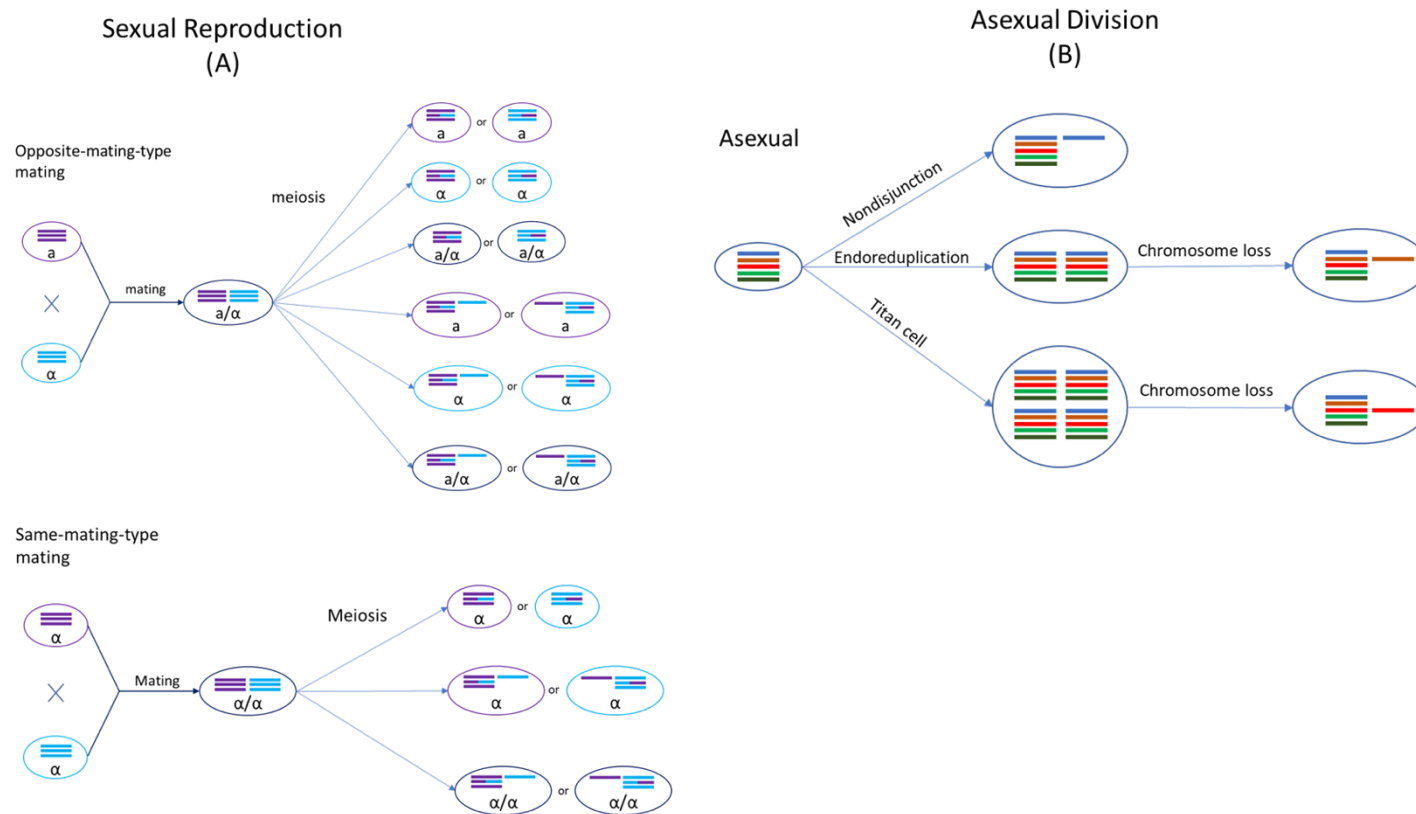 Sexual Reproduction
(A)
Opposite-mating-type
mating
a
α
mating
a/α
meiosis
a or a
α or α
a/α or a/α
a or a
α or α
a/α or a/α
Same-mating-type
mating
α
α
Mating
α/α
Meiosis
α or α
α or α
α/α or α/α
Asexual Division
(B)
Asexual
Nondisjunction
Endoreduplication
Chromosome loss
Titan cell
Chromosome loss